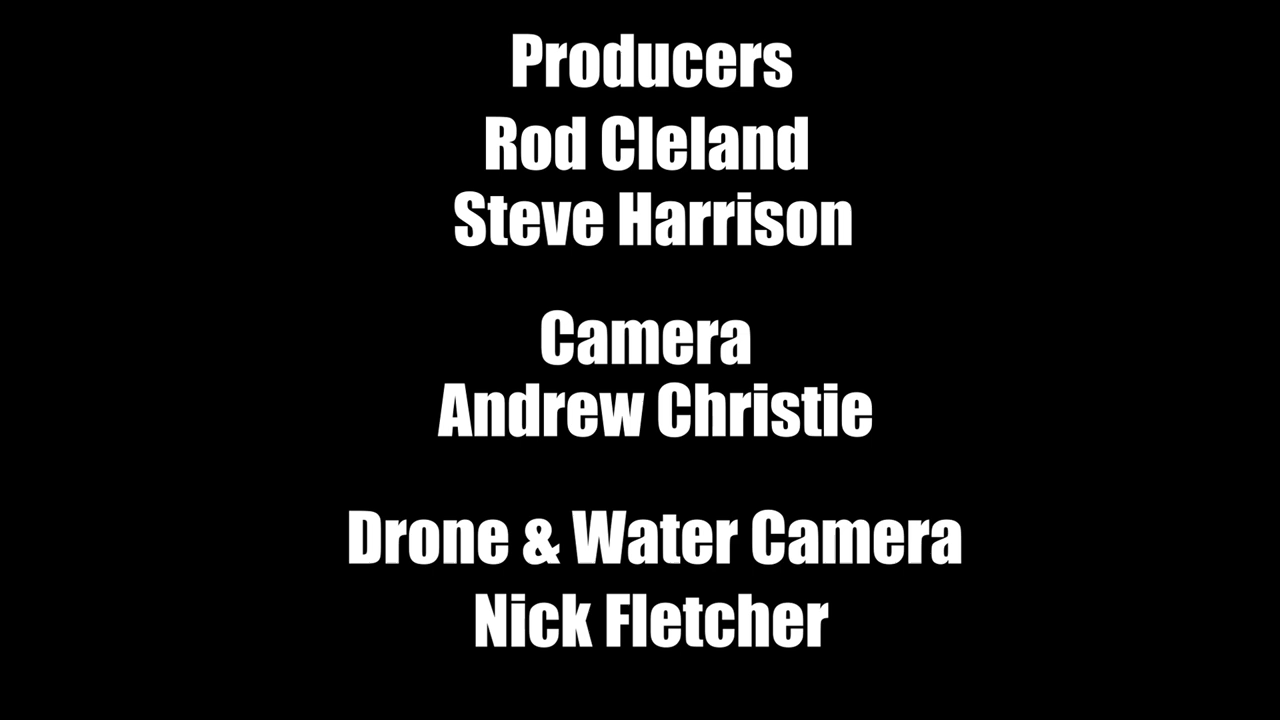 Producers
Rod Cleland
Steve Harrison
Camera
Andrew Christie
Drone & Water Camera
Nick Fletcher